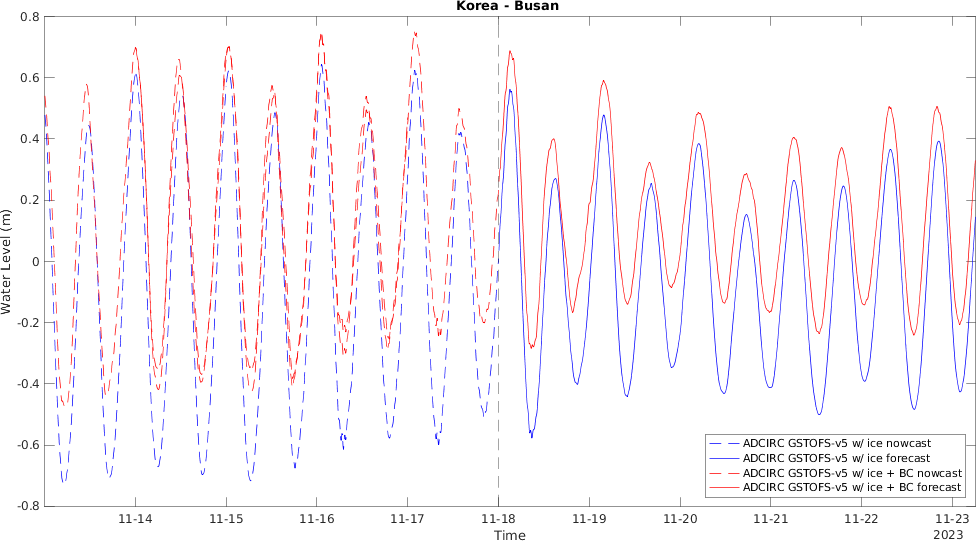 Korea - Busan
Water Level (m)
0.8
0.6
0.4
0.2
0
-0.2
-0.4
-0.6
-0.8
11-14 11-15 11-16 11-17 11-18 11-19 11-20 11-21 11-22 11-23
2023
Time
ADCIRC GSTOFS-v5 w/ ice nowcast
ADCIRC GSTOFS-v5 w/ ice forecast
ADCIRC GSTOFS-v5 w/ ice + BC nowcast
ADCIRC GSTOFS-v5 w/ ice + BC forecast